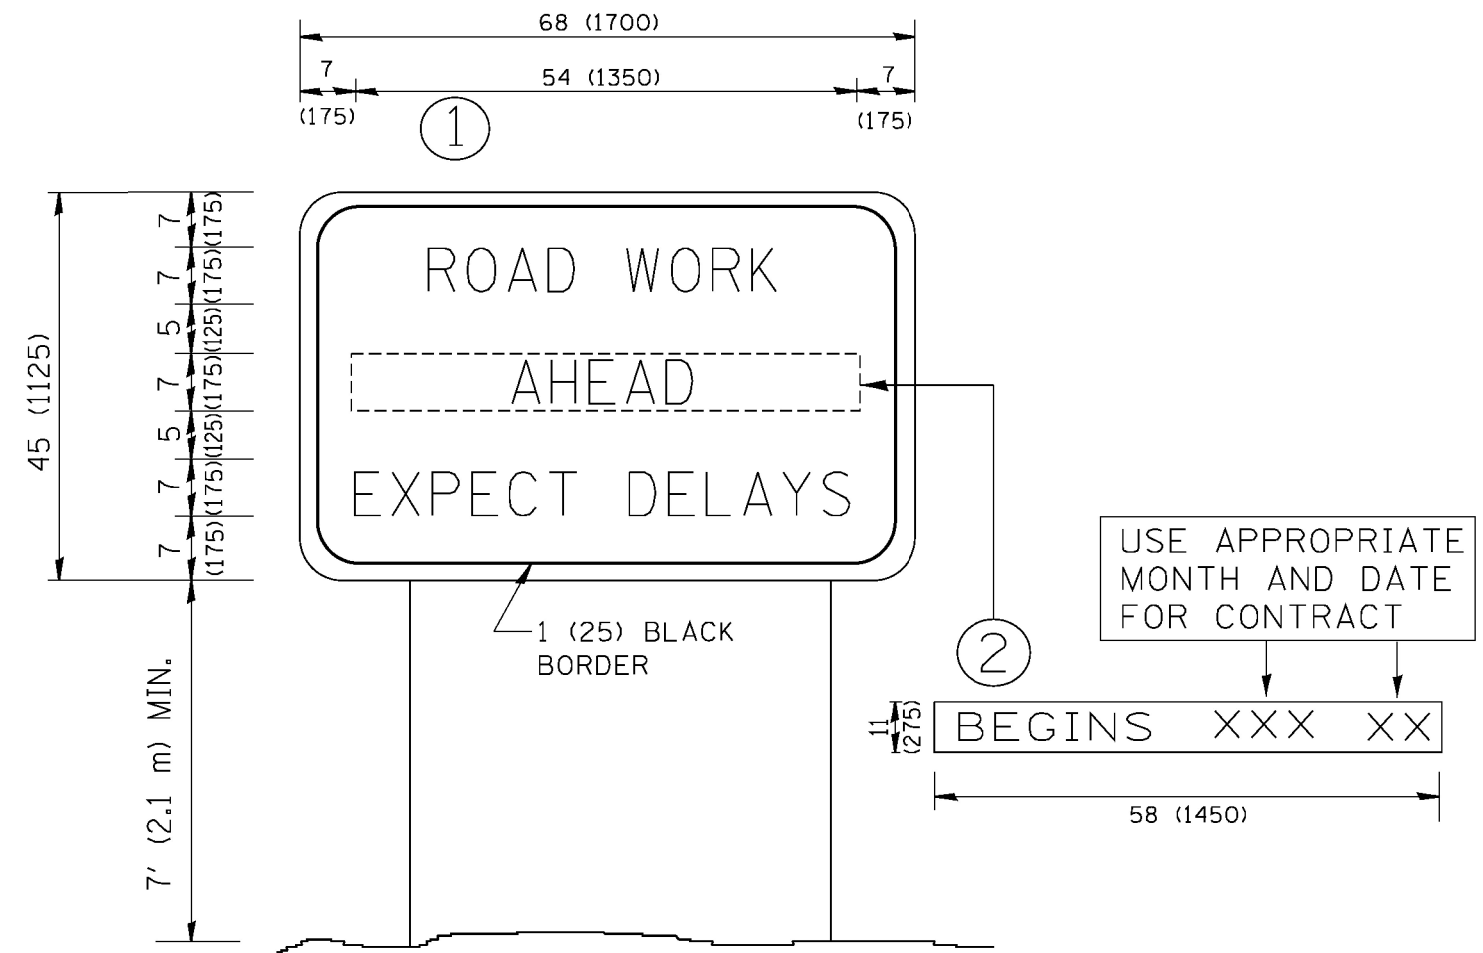 68 (1700)
7
54 (1350)
7
(175)
(175)
1
45 (1125)
7
(175)
7
(175)
5
(125)
7
(175)
5
(125)
7
(175)
7
(175)
ROAD WORK
AHEAD
EXPECT DELAYS
1 (25) BLACK
BORDER
7' (2.1 m) MIN.
2
USE APPROPRIATE
MONTH AND DATE
FOR CONTRACT
11
(275)
BEGINS XXX XX
58 (1450)